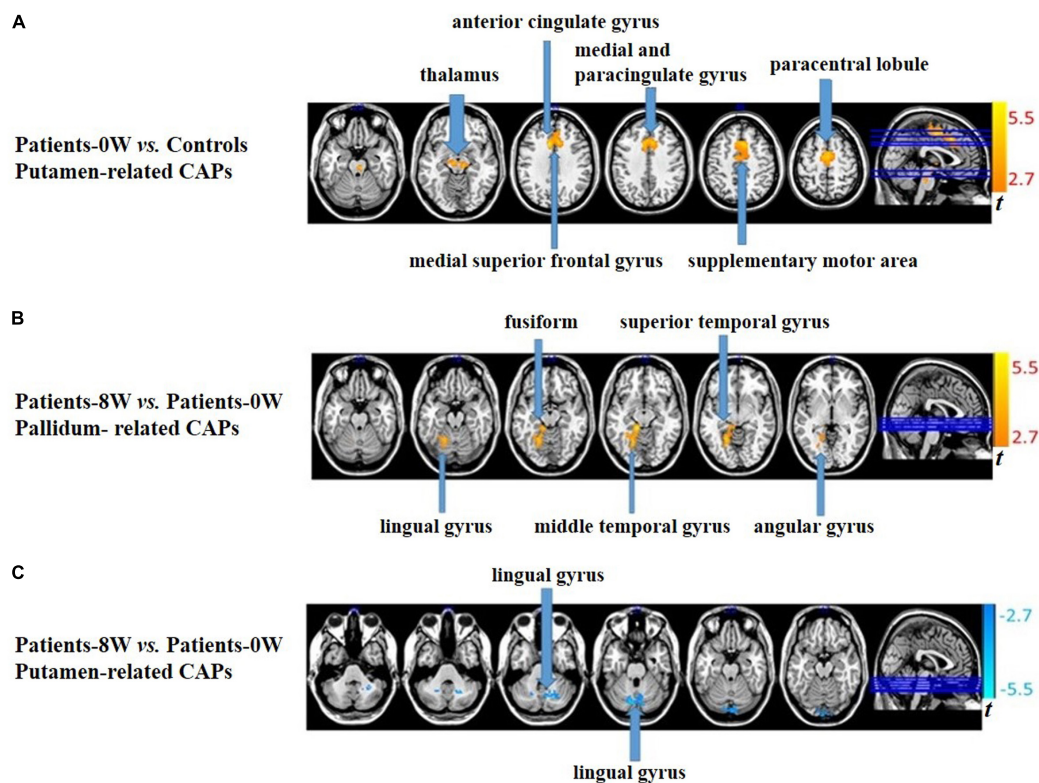 A
anterior cingulate gyrus
thalamus
medial and
paracingulate gyrus
paracentral lobule
Patients-0W vs. Controls
Putamen-related CAPs
5.5
2.7
t
medial superior frontal gyrus
supplementary motor area
B
fusiform
superior temporal gyrus
Patients-8W vs. Patients-0W
Pallidum- related CAPs
5.5
2.7
t
lingual gyrus
middle temporal gyrus
angular gyrus
C
lingual gyrus
Patients-8W vs. Patients-0W
Putamen-related CAPs
-2.7
-5.5
t
lingual gyrus